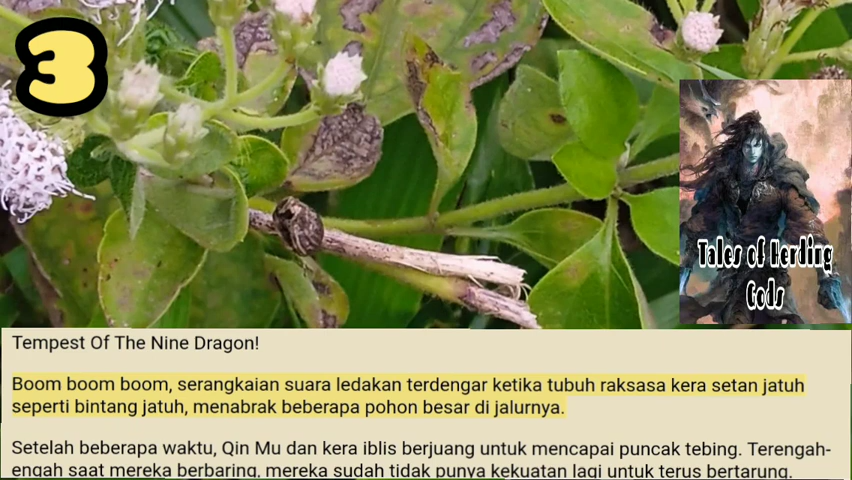 3
Tales of Herding
Gods
Tempest Of The Nine Dragon!
Boom boom boom, serangkaian suara ledakan terdengar ketika tubuh raksasa kera setan jatuh
seperti bintang jatuh, menabrak beberapa pohon besar di jalurnya.
Setelah beberapa waktu, Qin Mu dan kera iblis berjuang untuk mencapai puncak tebing. Terengah-
engah saat mereka berbaring, mereka sudah tidak punya kekuatan lagi untuk terus bertarung.